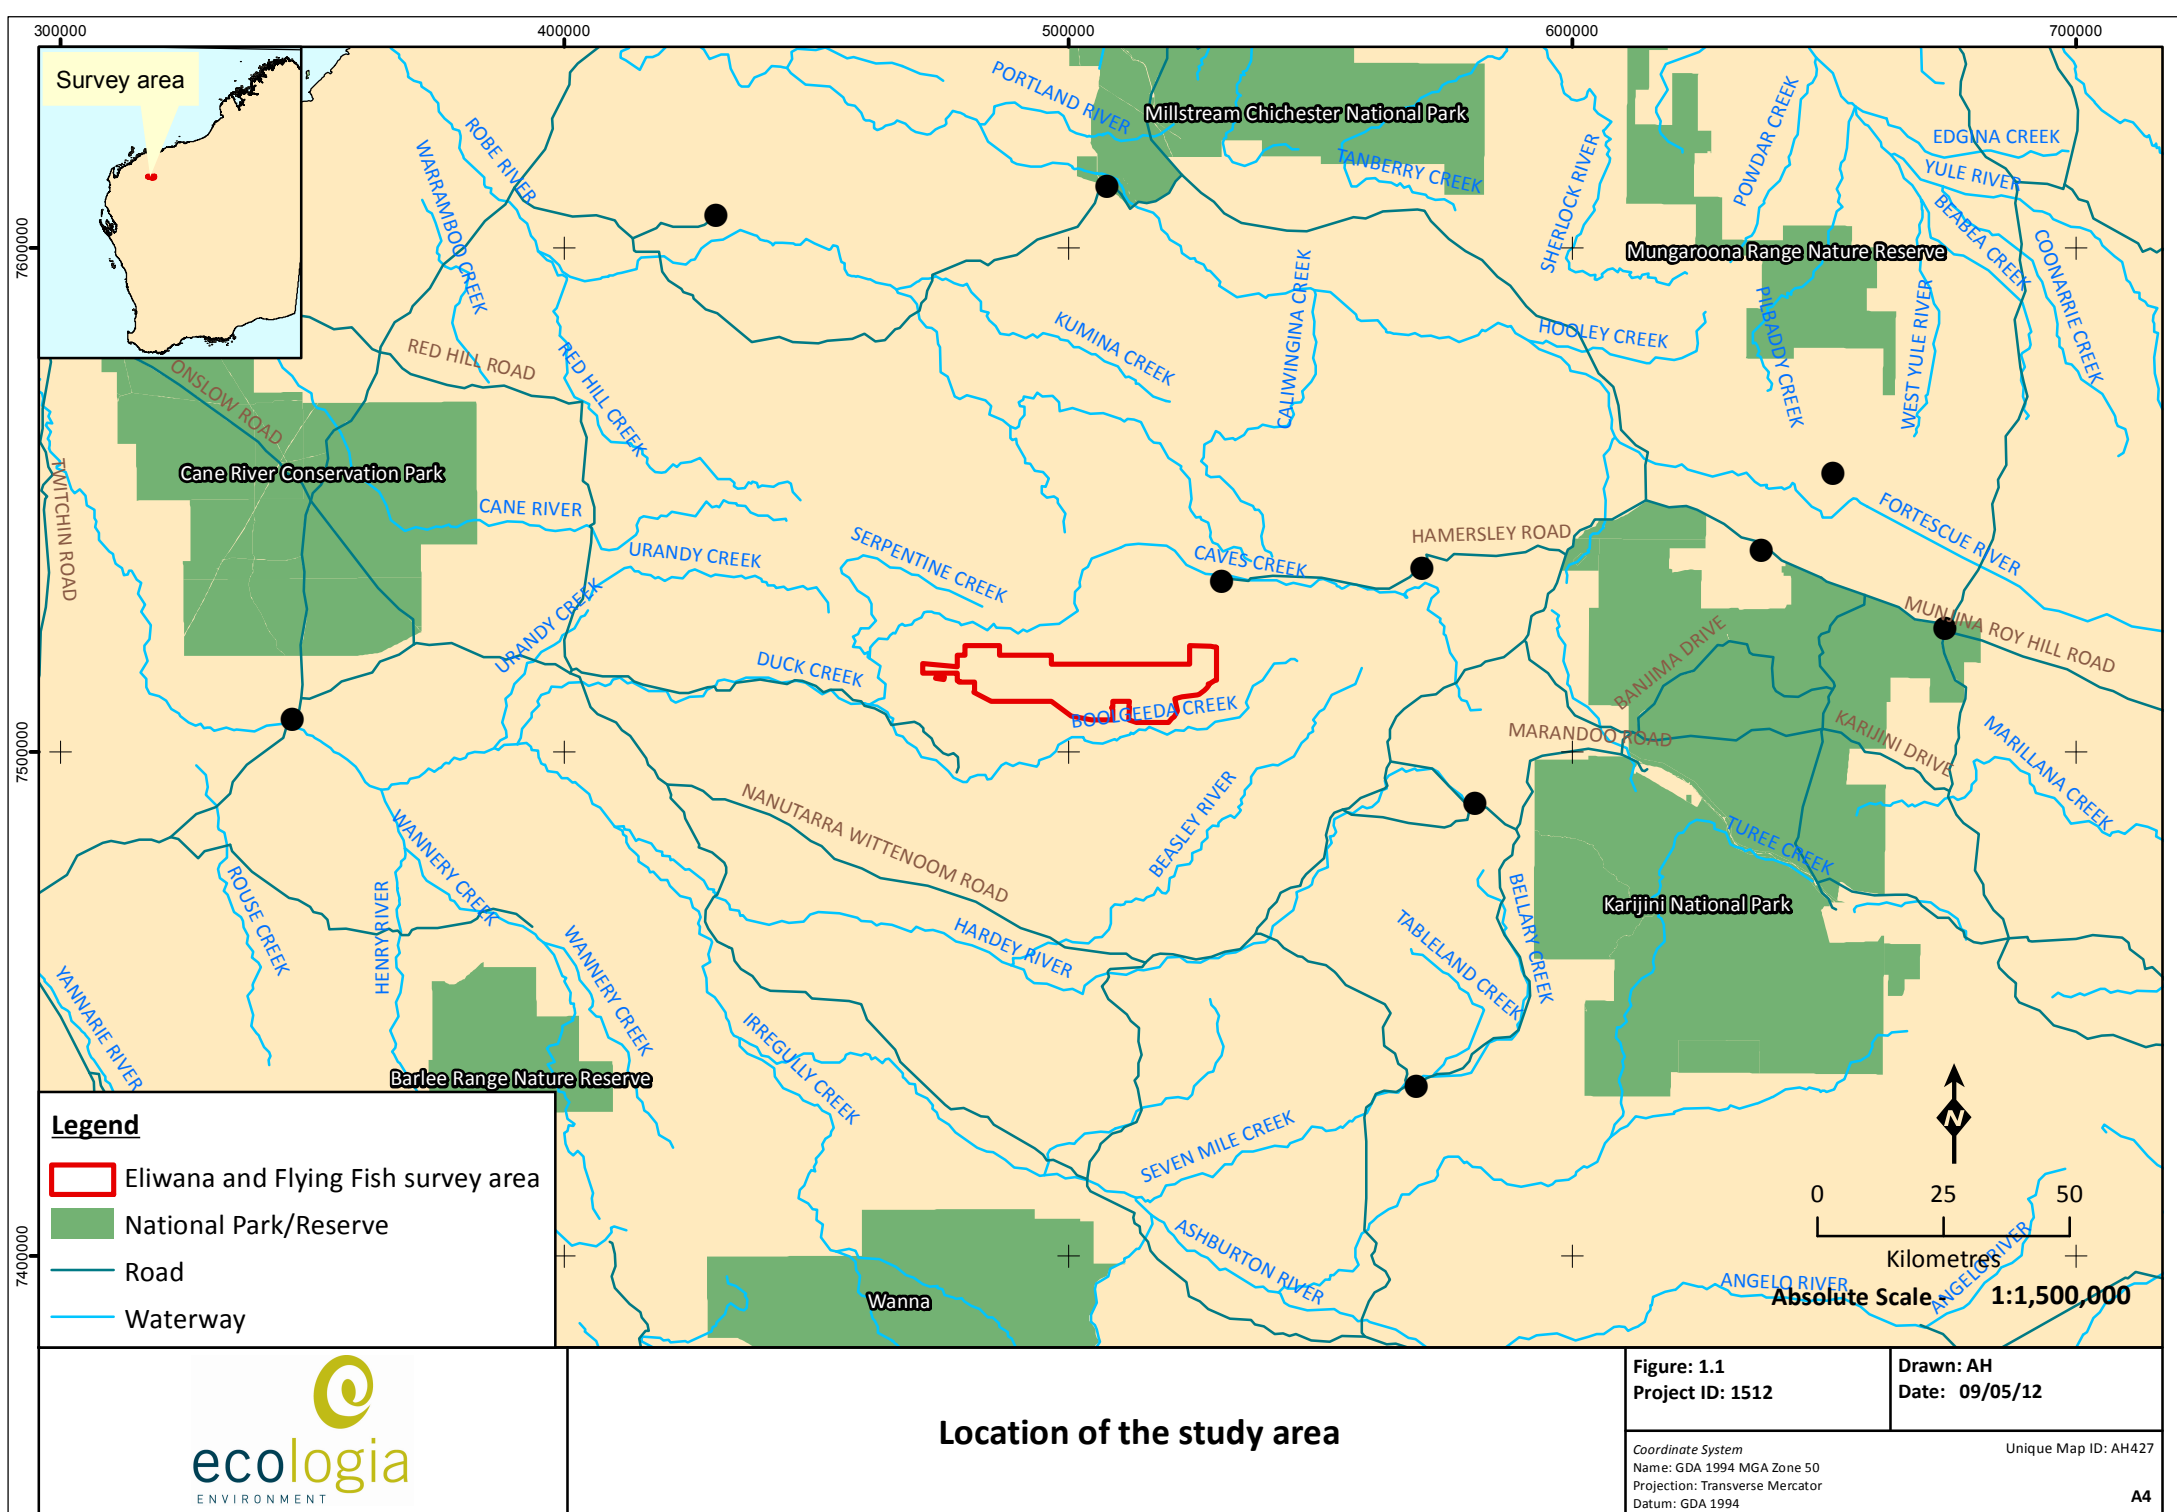 300000
400000
500000
600000
700000
Survey area
7600000
7500000
7400000
PORTLAND RIVER
Millstream Chichester National Park
ROBE RIVER
WARRAMBOO CREEK
TANBERRY CREEK
SHERLOCK RIVER
POWDAR CREEK
EDGINA CREEK
YULE RIVER
BEABEA CREEK
COONARRIE CREEK
Mungaroona Range Nature Reserve
PILBADDY CREEK
WEST YULE RIVER
HOOLEY CREEK
CALIWINGINA CREEK
KUMINA CREEK
RED HILL ROAD
RED HILL CREEK
ONSLOW ROAD
Cane River Conservation Park
TWITCHIN ROAD
CANE RIVER
URANDY CREEK
URANDY CREEK
SERPENTINE CREEK
CAVES CREEK
HAMERSLEY ROAD
FORTESCUE RIVER
MUNJINA ROY HILL ROAD
BANJIMA DRIVE
DUCK CREEK
BOOLGEEDA CREEK
MARANDOO ROAD
KARIJINI DRIVE
MARILLANA CREEK
NANUTARRA WITTENOOM ROAD
BEASLEY RIVER
TUREE CREEK
WANNERY CREEK
ROUSE CREEK
HENRY RIVER
WANNERY CREEK
HARDEY RIVER
TABLELAND CREEK
BELLARY CREEK
Karijini National Park
YANNARIE RIVER
IRREGULLY CREEK
Barlee Range Nature Reserve
SEVEN MILE CREEK
ASHBURTON RIVER
Wanna
ANGELO RIVER
ANGELO RIVER
N
0 25 50
Kilometres
Absolute Scale - 1:1,500,000
Legend
Eliwana and Flying Fish survey area
National Park/Reserve
Road
Waterway
ecologia
ENVIRONMENT
Location of the study area
Figure: 1.1
Project ID: 1512
Drawn: AH
Date: 09/05/12
Coordinate System
Name: GDA 1994 MGA Zone 50
Projection: Transverse Mercator
Datum: GDA 1994
Unique Map ID: AH427
A4